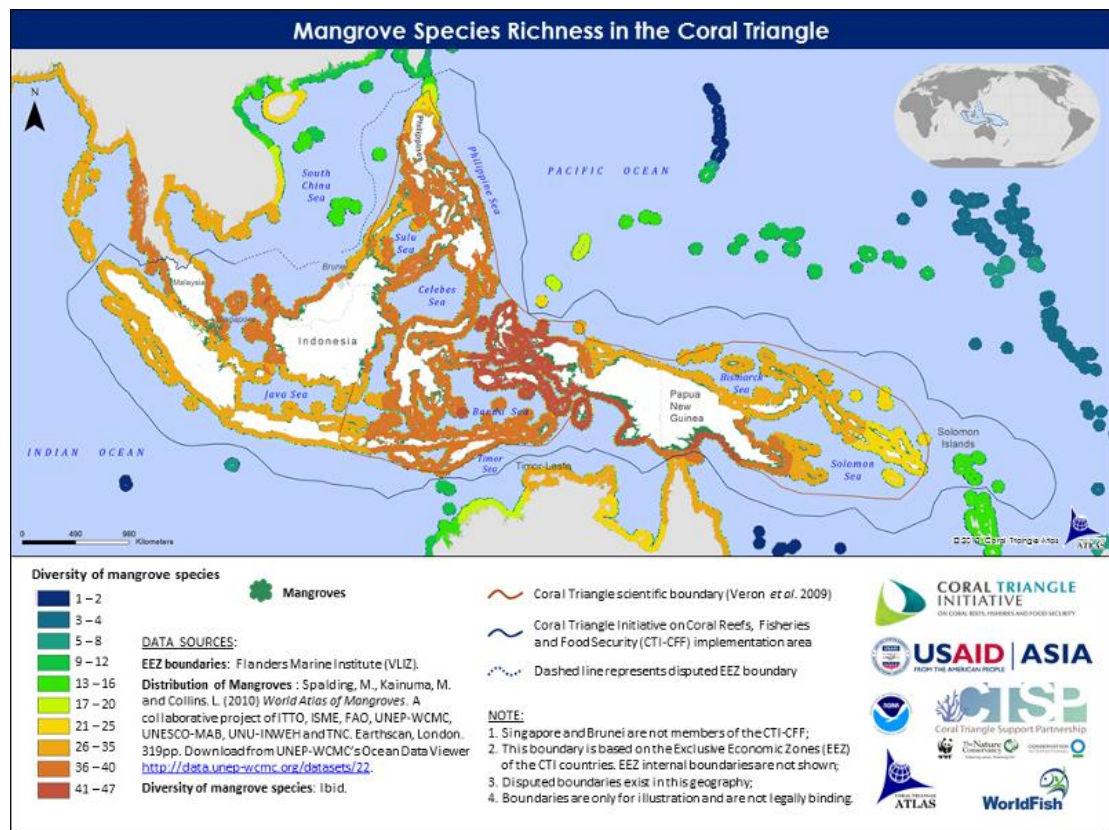 Mangrove Species Richness in the Coral Triangle
N
South
China
Sea
Philippines
Philippine Sea
PACIFIC OCEAN
Sulu
Sea
Brunei
Malaysia
Singapore
Celebes
Sea
Indonesia
Java Sea
Banda Sea
Bismarck
Sea
Papua
New
Guinea
Solomon
Islands
Solomon
Sea
Timor
Sea
Timor-Leste
INDIAN OCEAN
0 490 980
Kilometers
ATLAS
Diversity of mangrove species
1 – 2
3 – 4
5 – 8
9 – 12
13 – 16
17 – 20
21 – 25
26 – 35
36 – 40
41 – 47
Mangroves
DATA SOURCES:
EEZ boundaries: Flanders Marine Institute (VLIZ).
Distribution of Mangroves : Spalding, M., Kainuma, M.
and Collins. L. (2010) World Atlas of Mangroves. A
collaborative project of ITTO, ISME, FAO, UNEP-WCMC,
UNESCO-MAB, UNU-INWEH and TNC. Earthscan, London.
319pp. Download from UNEP-WCMC's Ocean Data Viewer
http://data.unep-wcmc.org/datasets/22.
Diversity of mangrove species: Ibid.
Coral Triangle scientific boundary (Veron et al. 2009)
Coral Triangle Initiative on Coral Reefs, Fisheries
and Food Security (CTI-CFF) implementation area
Dashed line represents disputed EEZ boundary
NOTE:
1. Singapore and Brunei are not members of the CTI-CFF;
2. This boundary is based on the Exclusive Economic Zones (EEZ)
of the CTI countries. EEZ internal boundaries are not shown;
3. Disputed boundaries exist in this geography;
4. Boundaries are only for illustration and are not legally binding.
CORAL TRIANGLE
INITIATIVE
ON CORAL REEFS, FISHERIES AND FOOD SECURITY
USAID
FROM THE AMERICAN PEOPLE
ASIA
NOAA
CTSP
Coral Triangle Support Partnership
WWF
The Nature
Conservancy
CONSERVATION
CORAL TRIANGLE
ATLAS
WorldFish